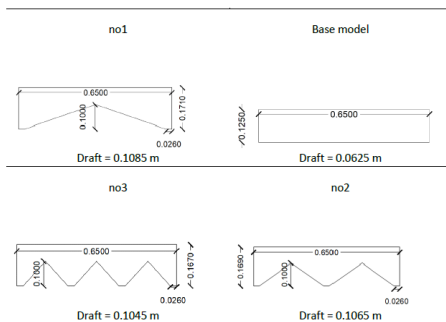 no1
Base model
0.6500
0.1000
0.1710
0.0260
0.6500
0.1250
Draft = 0.1085 m
Draft = 0.0625 m
no3
no2
0.6500
0.1000
0.1670
0.0260
0.6500
0.1690
0.1000
0.0260
Draft = 0.1045 m
Draft = 0.1065 m